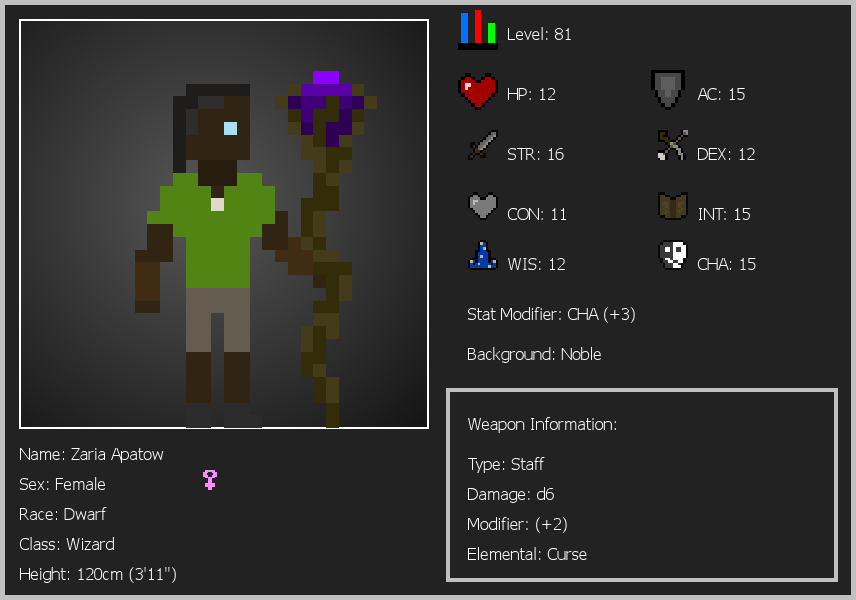 Level: 81
HP: 12
AC: 15
STR: 16
DEX: 12
CON: 11
INT: 15
WIS: 12
CHA: 15
Stat Modifier: CHA (+3)
Background: Noble
Weapon Information:
Type: Staff
Damage: d6
Modifier: (+2)
Elemental: Curse
Name: Zaria Apatow
Sex: Female
Race: Dwarf
Class: Wizard
Height: 120cm (3'11")